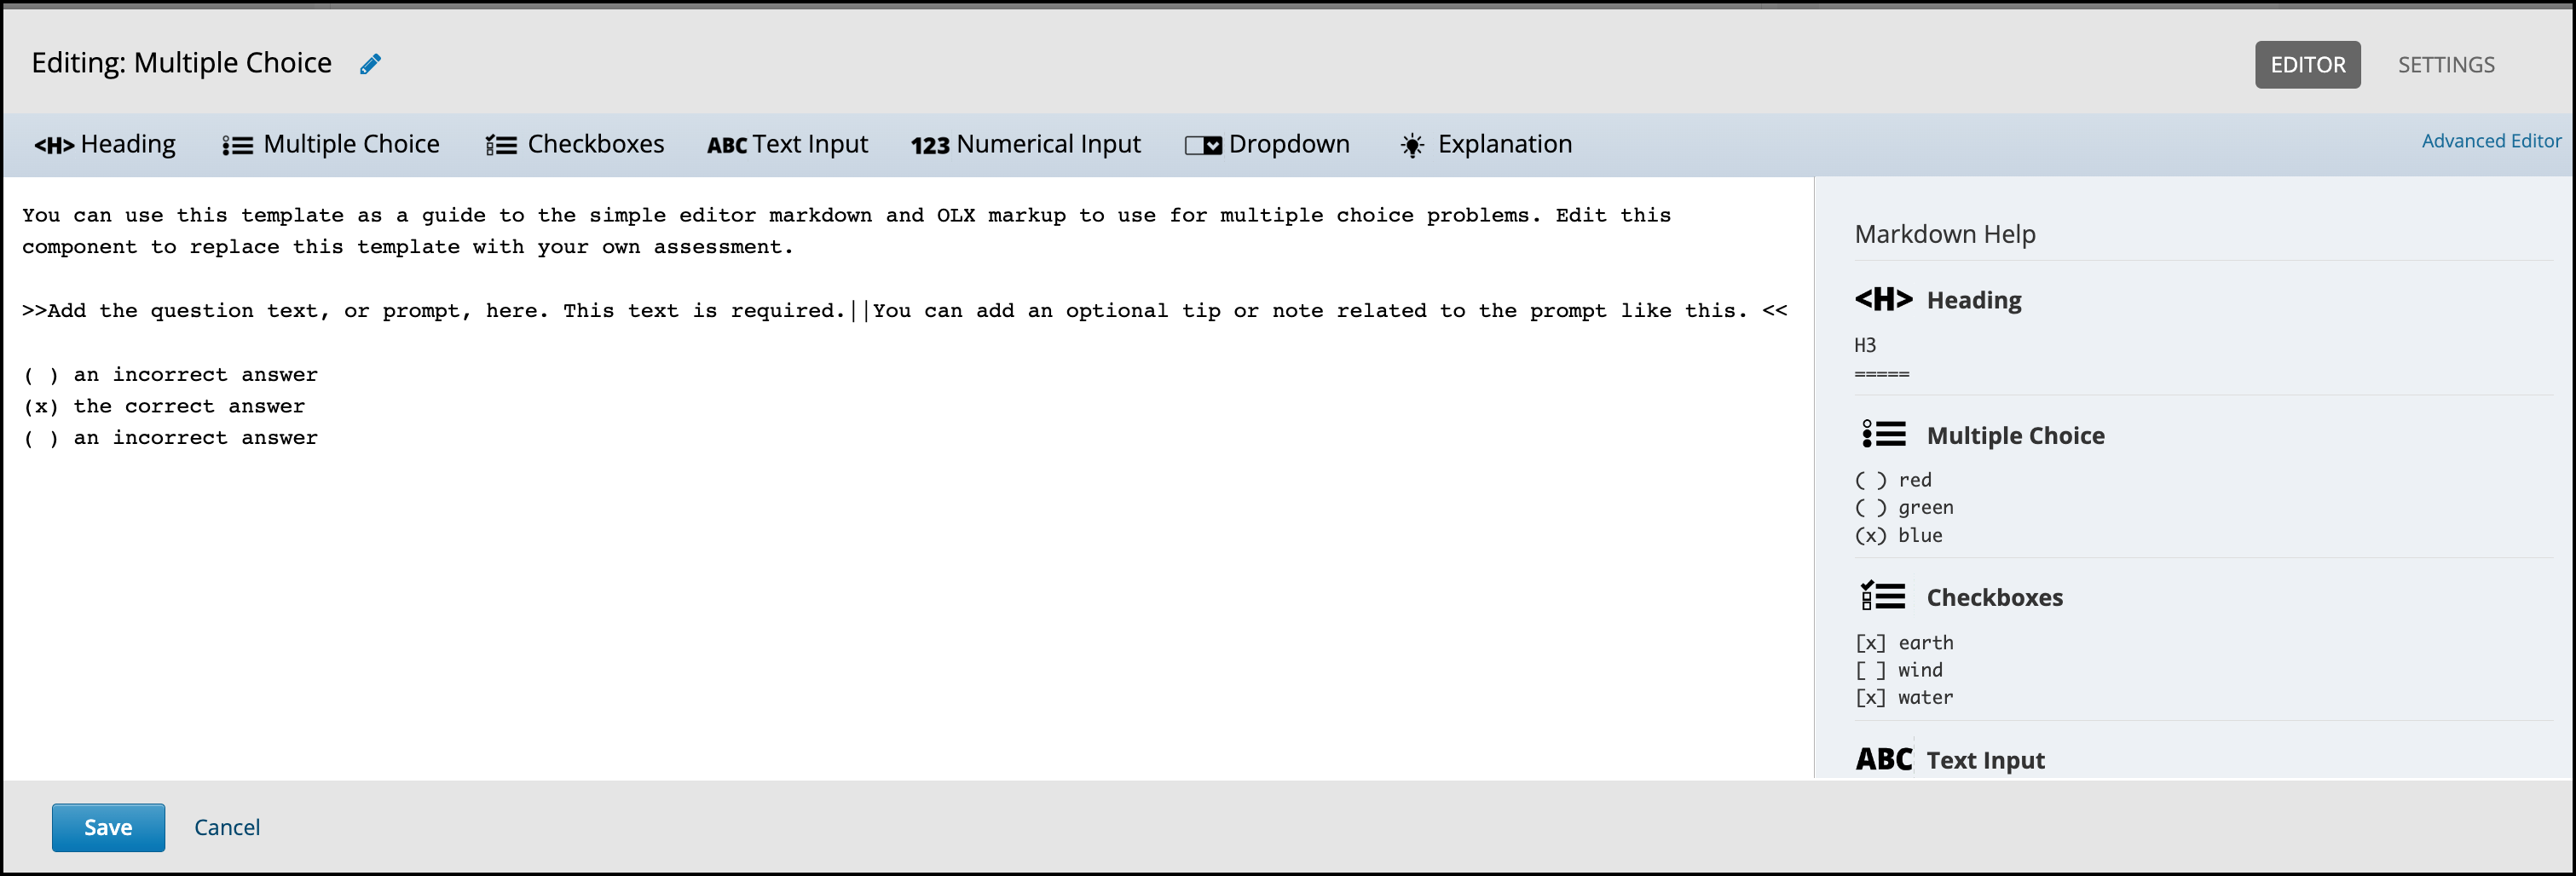 Editing: Multiple Choice
EDITOR SETTINGS
<H> Heading Multiple Choice Checkboxes ABC Text Input 123 Numerical Input Dropdown Explanation Advanced Editor
You can use this template as a guide to the simple editor markdown and OLX markup to use for multiple choice problems. Edit this
component to replace this template with your own assessment.
>>Add the question text, or prompt, here. This text is required.||You can add an optional tip or note related to the prompt like this. <<
( ) an incorrect answer
(x) the correct answer
( ) an incorrect answer
Markdown Help
<H> Heading
H3
=====
Multiple Choice
( ) red
( ) green
(x) blue
Checkboxes
[x] earth
[ ] wind
[x] water
ABC Text Input
Save Cancel